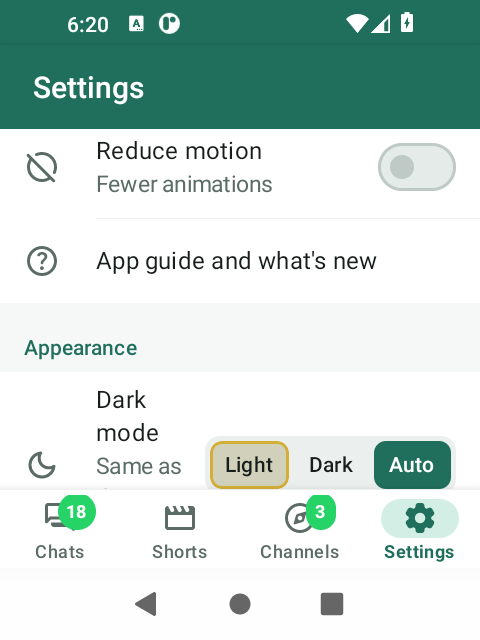 6:20
Settings
Reduce motion
Fewer animations
App guide and what's new
Appearance
Dark
mode
Same as
Light
Dark
Auto
18
3
Chats
Shorts
Channels
Settings